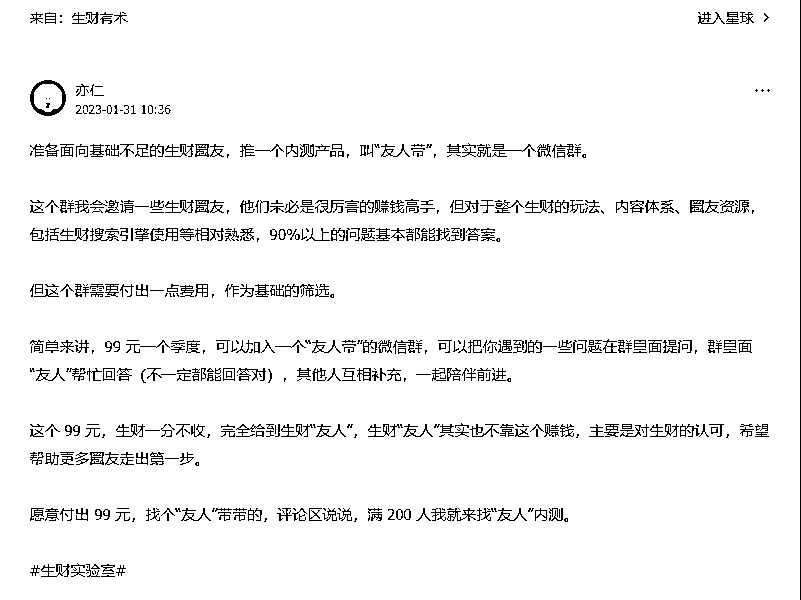 来自：生财有术
进入星球 >
亦仁
2023-01-31 10:36
准备面向基础不足的生财圈友，推一个内测产品，叫“友人带”，其实就是一个微信群。
这个群我会邀请一些生财圈友，他们未必是很厉害的赚钱高手，但对于整个生财的玩法、内容体系、圈友资源，
包括生财搜索引擎使用等相对熟悉，90%以上的问题基本都能找到答案。
但这个群需要付出一点费用，作为基础的筛选。
简单来讲，99 元一个季度，可以加入一个“友人带”的微信群，可以把你遇到的一些问题在群里面提问，群里面
“友人”帮忙回答（不一定都能回答对），其他人互相补充，一起陪伴前进。
这个 99 元，生财一分不收，完全给到生财“友人”，生财“友人”其实也不靠这个赚钱，主要是对生财的认可，希望
帮助更多圈友走出第一步。
愿意付出 99 元，找个“友人”带带的，评论区说说，满 200 人我就来找“友人”内测。
#生财实验室#